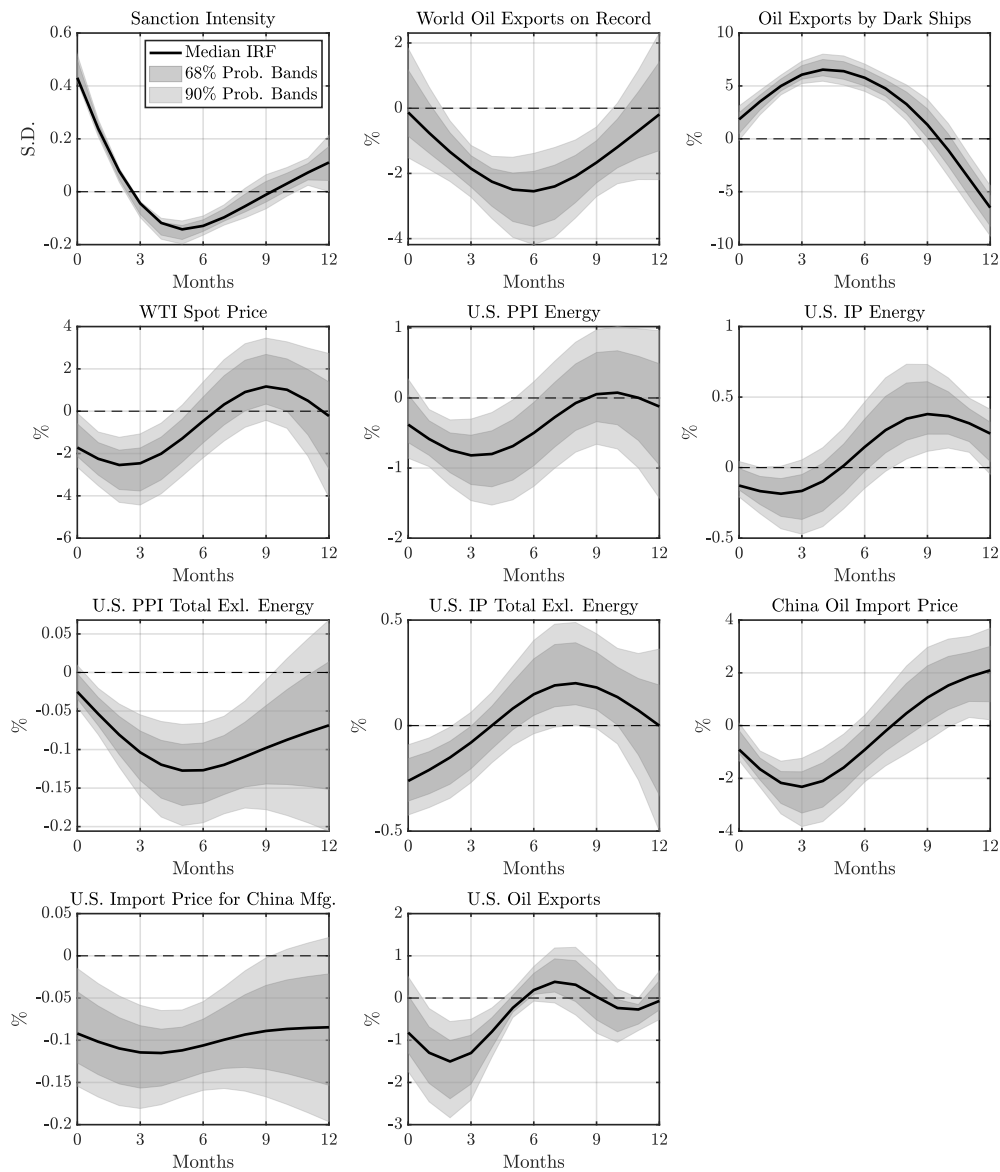 Sanction Intensity
0.6
0.4
0.2
0
-0.2
S.D.
Median IRF
68% Prob. Bands
90% Prob. Bands
0 3 6 9 12
Months
World Oil Exports on Record
2
0
-2
-4
%
0 3 6 9 12
Months
Oil Exports by Dark Ships
10
5
0
-5
-10
%
0 3 6 9 12
Months
WTI Spot Price
4
2
0
-2
-4
-6
%
0 3 6 9 12
Months
U.S. PPI Energy
1
0
-1
-2
%
0 3 6 9 12
Months
U.S. IP Energy
1
0.5
0
-0.5
%
0 3 6 9 12
Months
U.S. PPI Total Exl. Energy
0.05
0
-0.05
-0.1
-0.15
-0.2
%
0 3 6 9 12
Months
U.S. IP Total Exl. Energy
0.5
0
-0.5
%
0 3 6 9 12
Months
China Oil Import Price
4
2
0
-2
-4
%
0 3 6 9 12
Months
U.S. Import Price for China Mfg.
0.05
0
-0.05
-0.1
-0.15
-0.2
%
0 3 6 9 12
Months
U.S. Oil Exports
2
1
0
-1
-2
-3
%
0 3 6 9 12
Months